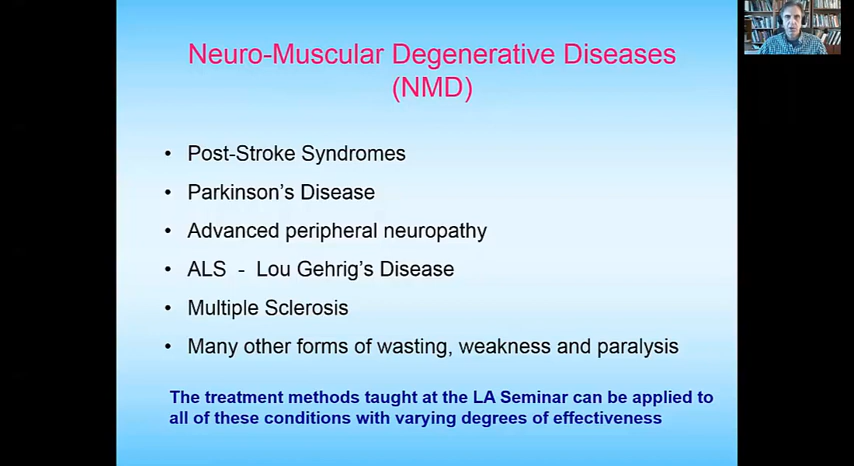 Neuro-Muscular Degenerative Diseases
(NMD)
• Post-Stroke Syndromes
• Parkinson's Disease
• Advanced peripheral neuropathy
• ALS - Lou Gehrig's Disease
• Multiple Sclerosis
• Many other forms of wasting, weakness and paralysis
The treatment methods taught at the LA Seminar can be applied to
all of these conditions with varying degrees of effectiveness